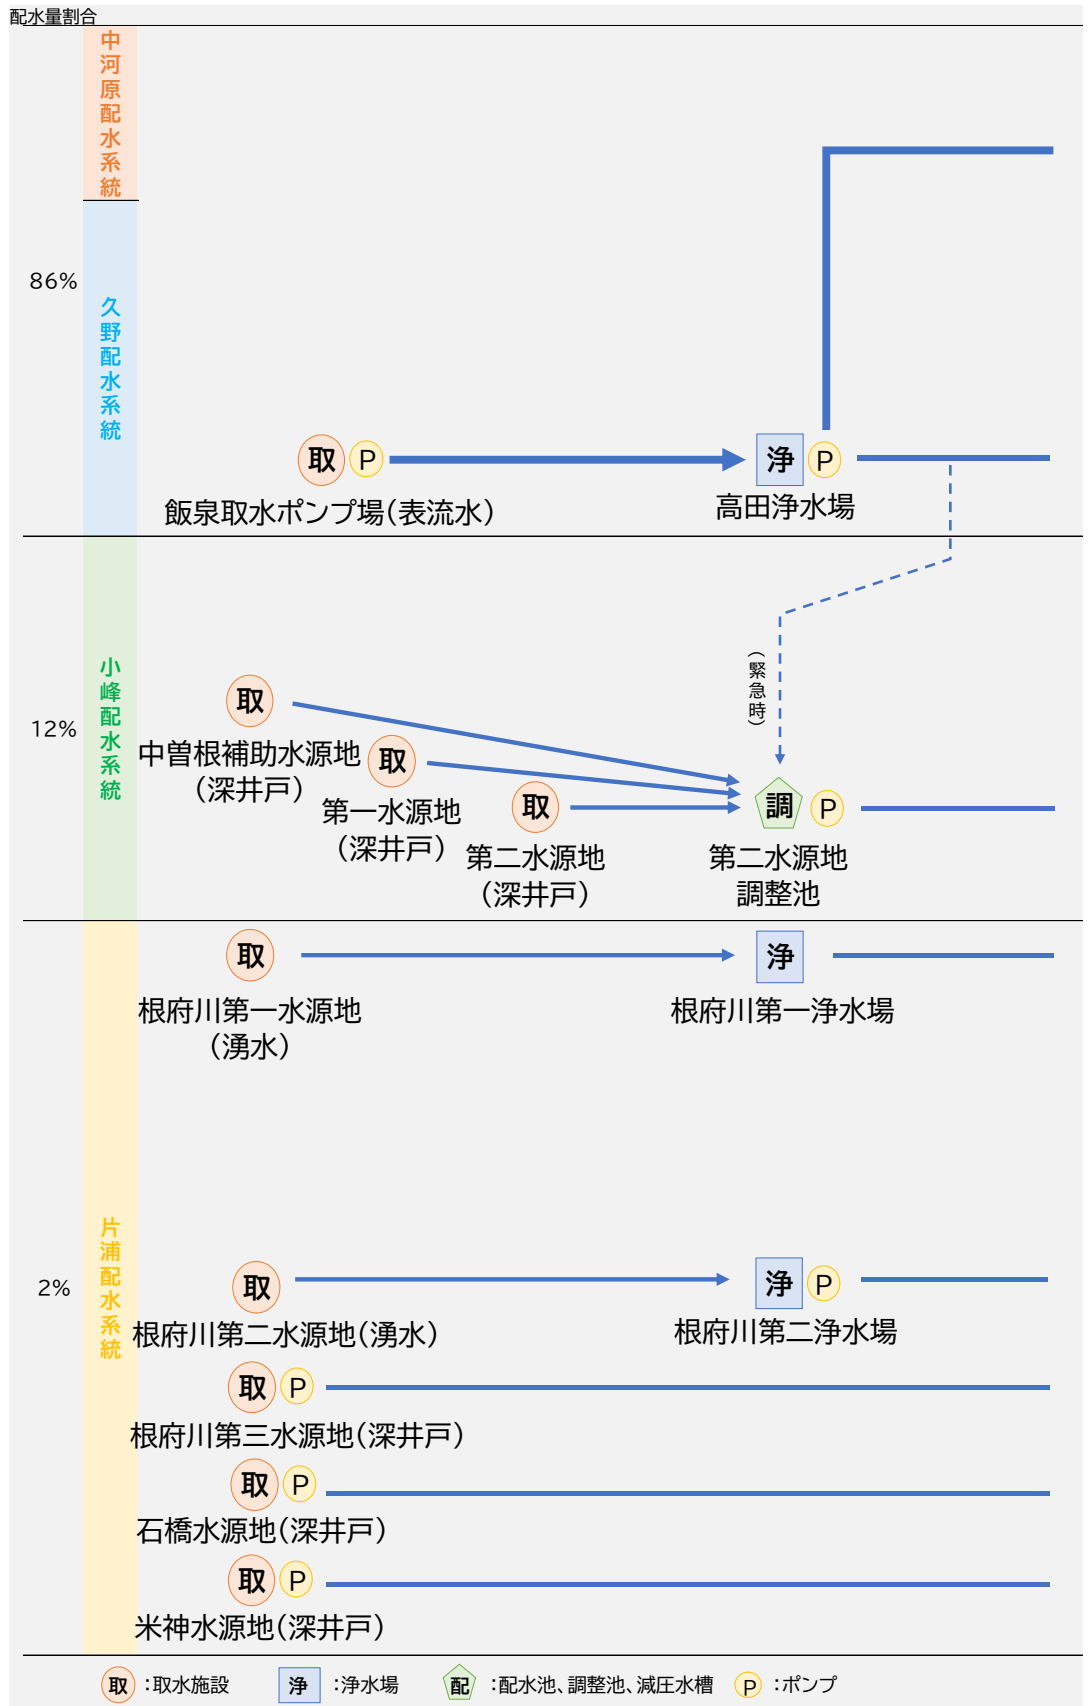 配水量割合
中河原配水系統
86%
久野配水系統
取 P
浄 P
飯泉取水ポンプ場(表流水)
高田浄水場
小峰配水系統
12%
(緊急時)
取
中曽根補助水源地
(深井戸)
取
第一水源地
(深井戸)
取
第二水源地
(深井戸)
調 P
第二水源地
調整池
取
根府川第一水源地
(湧水)
浄
根府川第一浄水場
片浦配水系統
2%
取
根府川第二水源地(湧水)
浄 P
根府川第二浄水場
取 P
根府川第三水源地(深井戸)
取 P
石橋水源地(深井戸)
取 P
米神水源地(深井戸)
取 :取水施設 浄 :浄水場 配 :配水池、調整池、減圧水槽 P :ポンプ